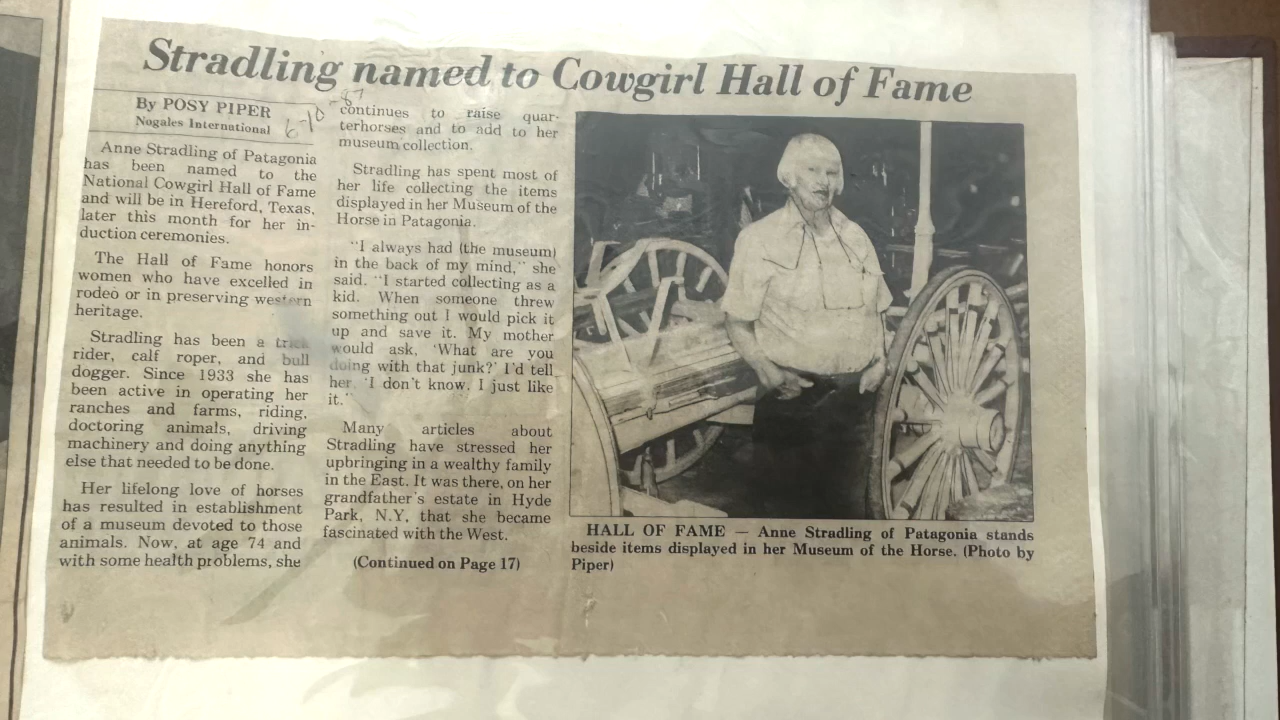 Stradling named to Cowgirl Hall of Fame
By POSY PIPER
Nogales International
6-10-87
Anne Stradling of Patagonia
has been named to the
National Cowgirl Hall of Fame
and will be in Hereford, Texas,
later this month for her in-
duction ceremonies.
The Hall of Fame honors
women who have excelled in
rodeo or in preserving western
heritage.
Stradling has been a trick
rider, calf roper, and bull
dogger. Since 1933 she has
been active in operating her
ranches and farms, riding,
doctoring animals, driving
machinery and doing anything
else that needed to be done.
Her lifelong love of horses
has resulted in establishment
of a museum devoted to those
animals. Now, at age 74 and
with some health problems, she
continues to raise quar-
terhorses and to add to her
museum collection.
Stradling has spent most of
her life collecting the items
displayed in her Museum of the
Horse in Patagonia.
"I always had (the museum)
in the back of my mind," she
said. "I started collecting as a
kid. When someone threw
something out I would pick it
up and save it. My mother
would ask, 'What are you
doing with that junk?' I'd tell
her, 'I don't know, I just like
it."
Many articles about
Stradling have stressed her
upbringing in a wealthy family
in the East. It was there, on her
grandfather's estate in Hyde
Park, N.Y, that she became
fascinated with the West.
(Continued on Page 17)
HALL OF FAME — Anne Stradling of Patagonia stands
beside items displayed in her Museum of the Horse. (Photo by
Piper)